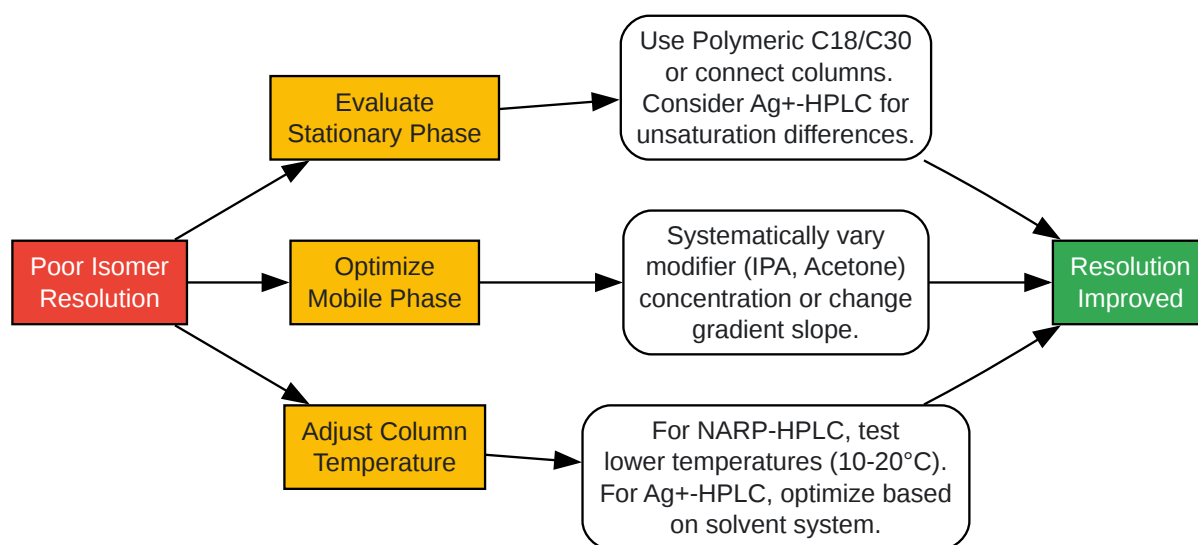 Poor Isomer
Resolution
Evaluate
Stationary Phase
Use Polymeric C18/C30
or connect columns.
Consider Ag+-HPLC for
unsaturation differences.
Optimize
Mobile Phase
Systematically vary
modifier (IPA, Acetone)
concentration or change
gradient slope.
Adjust Column
Temperature
For NARP-HPLC, test
lower temperatures (10-20°C).
For Ag+-HPLC, optimize based
on solvent system.
Resolution
Improved